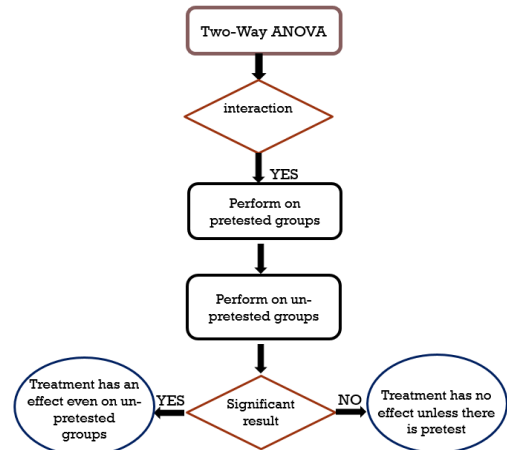 Two-Way ANOVA
interaction
YES
Perform on
pretested groups
Perform on un-
pretested groups
Treatment has an
effect even on un-
pretested
groups
YES
Significant
result
NO
Treatment has no
effect unless there
is pretest